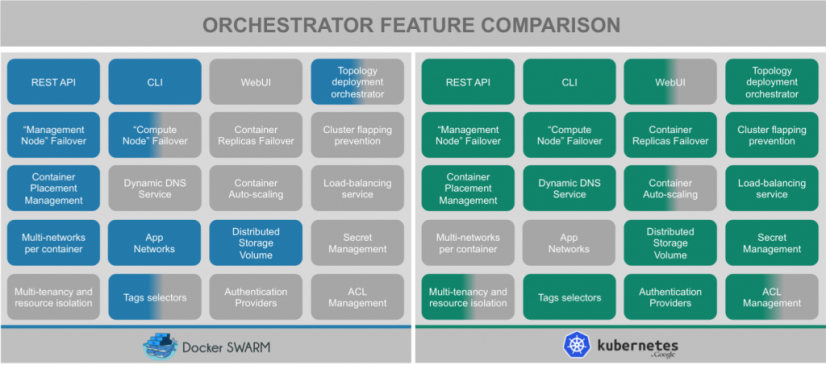 ORCHESTRATOR FEATURE COMPARISON
REST API
CLI
WebUI
Topology
deployment
orchestrator
"Management
Node" Failover
"Compute
Node" Failover
Container
Replicas Failover
Cluster flapping
prevention
Container
Placement
Management
Dynamic DNS
Service
Container
Auto-scaling
Load-balancing
service
Multi-networks
per container
App
Networks
Distributed
Storage
Volume
Secret
Management
Multi-tenancy and
resource isolation
Tags selectors
Authentication
Providers
ACL
Management
Docker SWARM
REST API
CLI
WebUI
Topology
deployment
orchestrator
"Management
Node" Failover
"Compute
Node" Failover
Container
Replicas Failover
Cluster flapping
prevention
Container
Placement
Management
Dynamic DNS
Service
Container
Auto-scaling
Load-balancing
service
Multi-networks
per container
App
Networks
Distributed
Storage
Volume
Secret
Management
Multi-tenancy and
resource isolation
Tags selectors
Authentication
Providers
ACL
Management
kubernetes
by Google